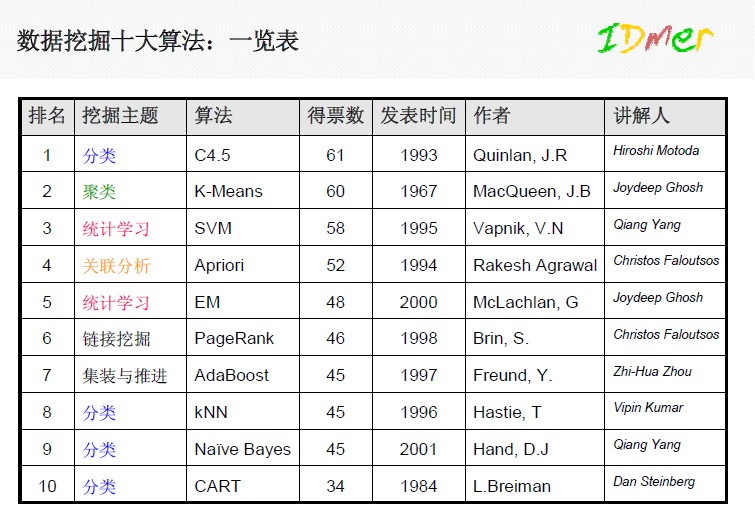 数据挖掘十大算法：一览表
IDMer
排名 挖掘主题 算法 得票数 发表时间 作者 讲解人
1 分类 C4.5 61 1993 Quinlan, J.R Hiroshi Motoda
2 聚类 K-Means 60 1967 MacQueen, J.B Joydeep Ghosh
3 统计学习 SVM 58 1995 Vapnik, V.N Qiang Yang
4 关联分析 Apriori 52 1994 Rakesh Agrawal Christos Faloutsos
5 统计学习 EM 48 2000 McLachlan, G Joydeep Ghosh
6 链接挖掘 PageRank 46 1998 Brin, S. Christos Faloutsos
7 集装与推进 AdaBoost 45 1997 Freund, Y. Zhi-Hua Zhou
8 分类 kNN 45 1996 Hastie, T Vipin Kumar
9 分类 Naïve Bayes 45 2001 Hand, D.J Qiang Yang
10 分类 CART 34 1984 L.Breiman Dan Steinberg